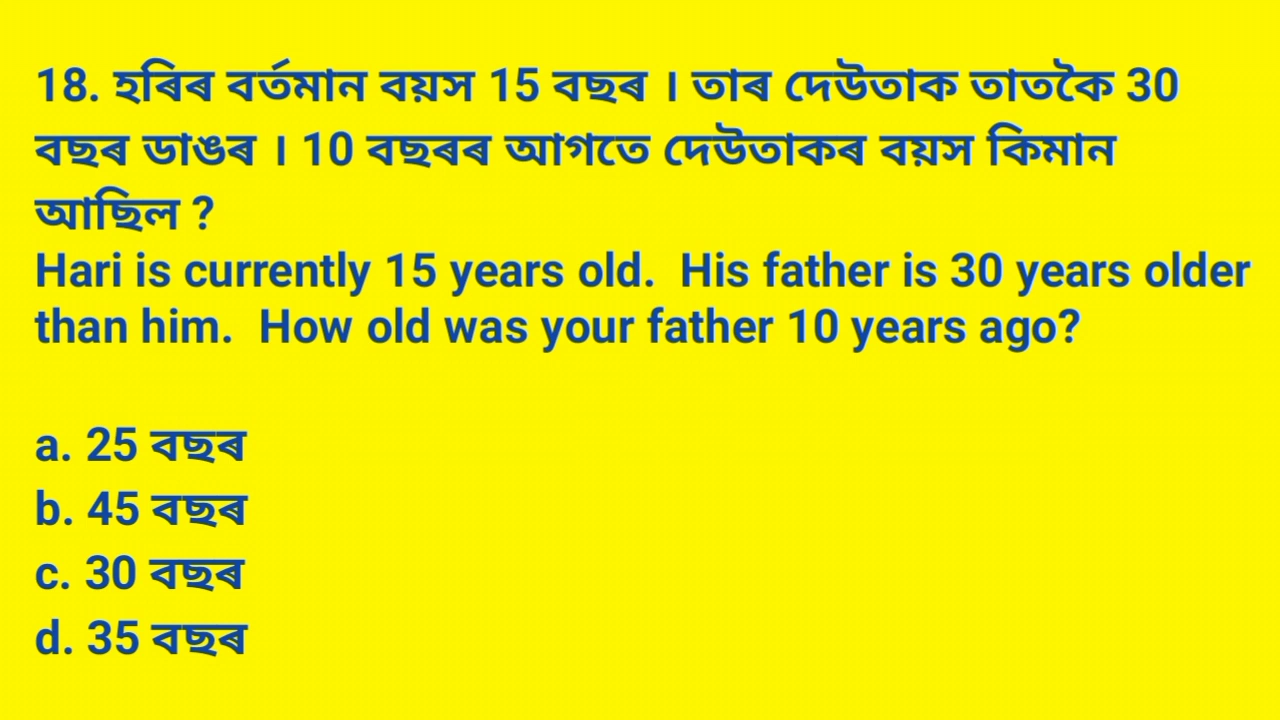 18. হৰিৰ বৰ্তমান বয়স 15 বছৰ । তাৰ দেউতাক তাতকৈ 30
বছৰ ডাঙৰ । 10 বছৰৰ আগতে দেউতাকৰ বয়স কিমান
আছিল ?
Hari is currently 15 years old. His father is 30 years older
than him. How old was your father 10 years ago?
a. 25 বছৰ
b. 45 বছৰ
c. 30 বছৰ
d. 35 বছৰ